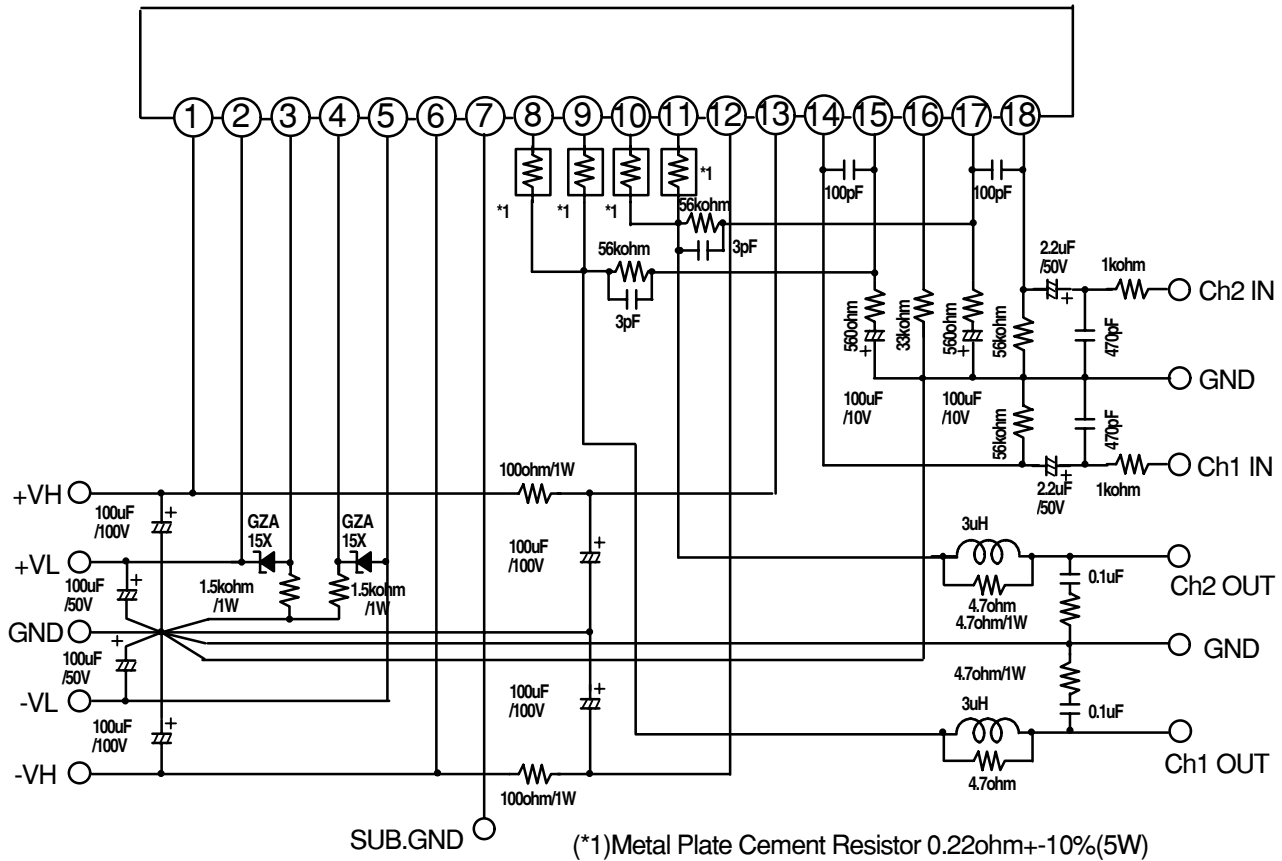 1 2 3 4 5 6 7 8 9 10 11 12 13 14 15 16 17 18
*1
*1
*1
*1
100pF
100pF
56kohm
3pF
56kohm
3pF
2.2uF
/50V
1kohm
Ch2 IN
560ohm
33kohm
560ohm
56kohm
470pF
GND
100uF
/10V
100uF
/10V
56kohm
470pF
Ch1 IN
2.2uF
/50V
1kohm
+VH
100uF
/100V
100ohm/1W
GZA
15X
GZA
15X
+VL
100uF
/50V
1.5kohm
/1W
1.5kohm
/1W
100uF
/100V
3uH
0.1uF
Ch2 OUT
4.7ohm
4.7ohm/1W
GND
GND
100uF
/50V
4.7ohm/1W
-VL
100uF
/100V
100uF
/100V
3uH
0.1uF
Ch1 OUT
4.7ohm
-VH
100ohm/1W
SUB.GND
(*1)Metal Plate Cement Resistor 0.22ohm+-10%(5W)